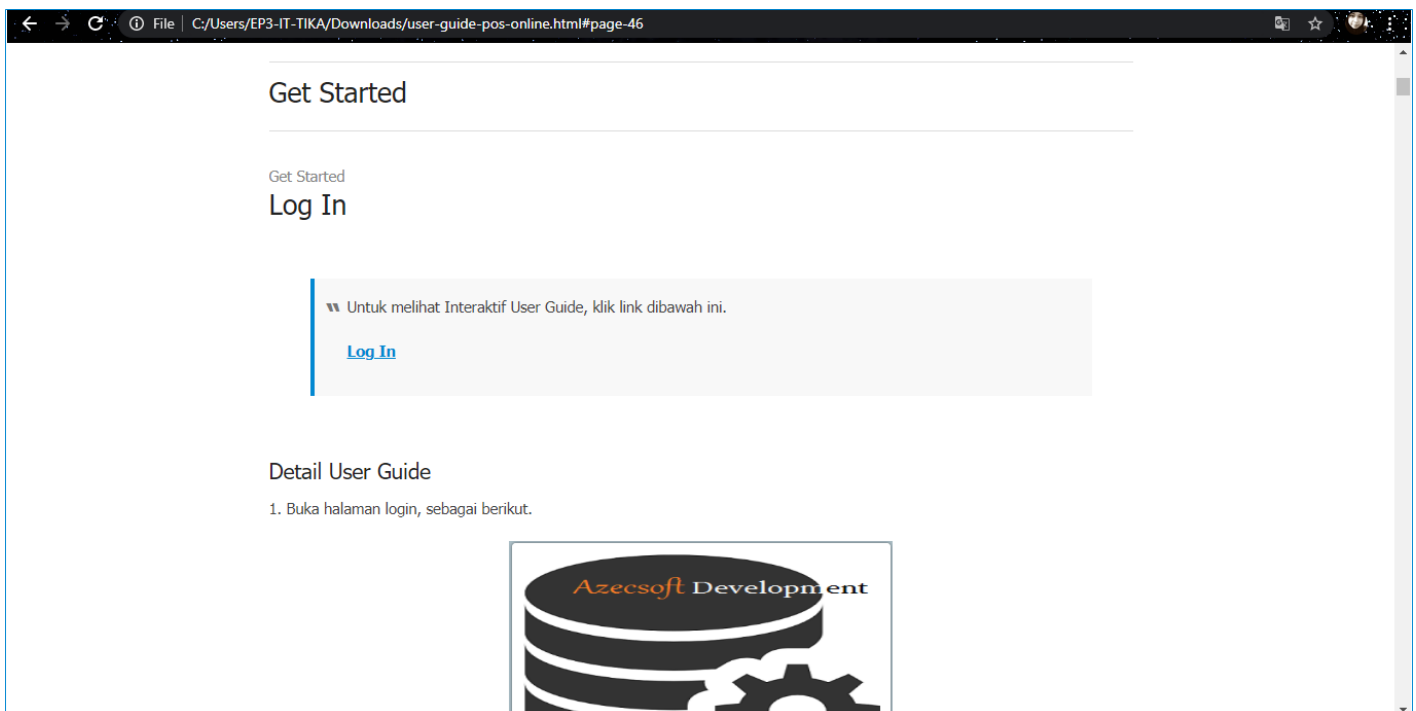 File
C:/Users/EP3-IT-TIKA/Downloads/user-guide-pos-online.html#page-46
Get Started
Get Started
Log In
Untuk melihat Interaktif User Guide, klik link dibawah ini.
Log In
Detail User Guide
1. Buka halaman login, sebagai berikut.
Azecsoft Development